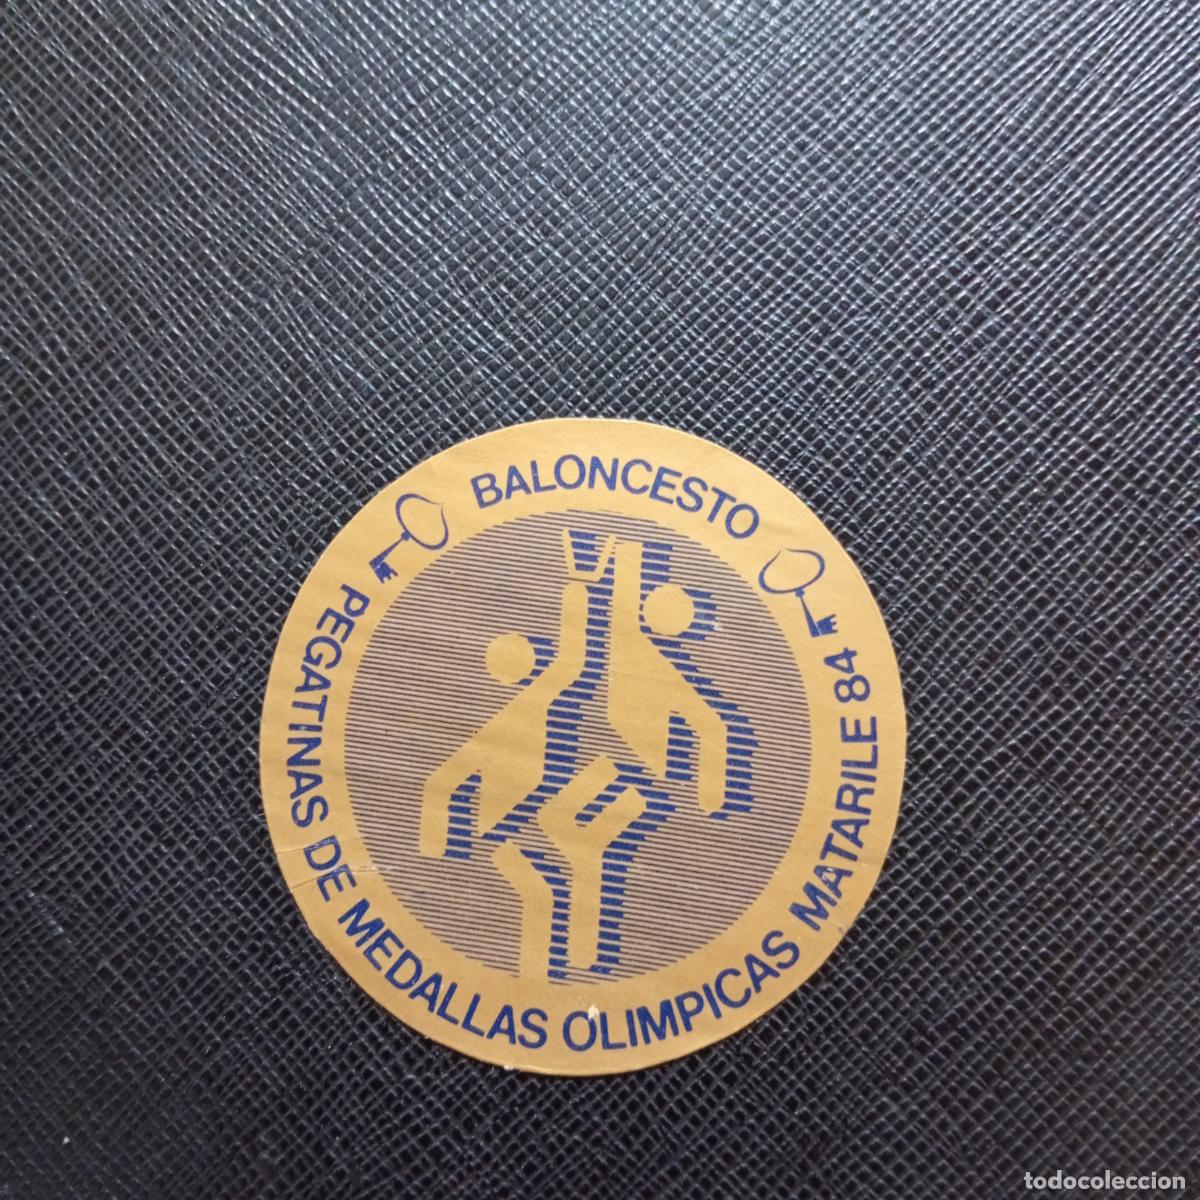 BALONCESTO
PEGATINAS DE MEDALLAS OLIMPICAS MATARILE 84
todocoleccion